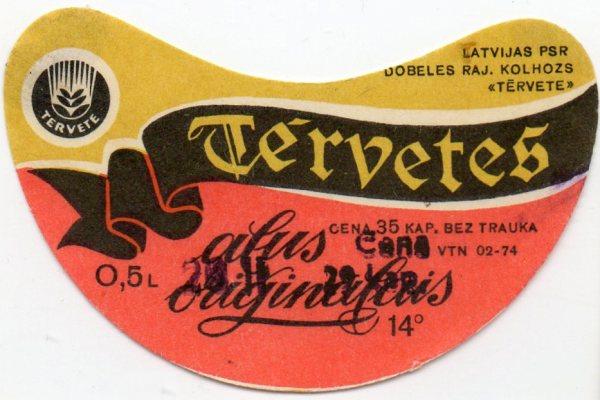 LATVIJAS PSR
DOBELES RAJ. KOLHOZS
«TĒRVETE»
TĒRVETE
Tērvetes
CENA 35 KAP. BEZ TRAUKA
alus
Cena
VTN 02-74
0,5L
oriģinālais
14°